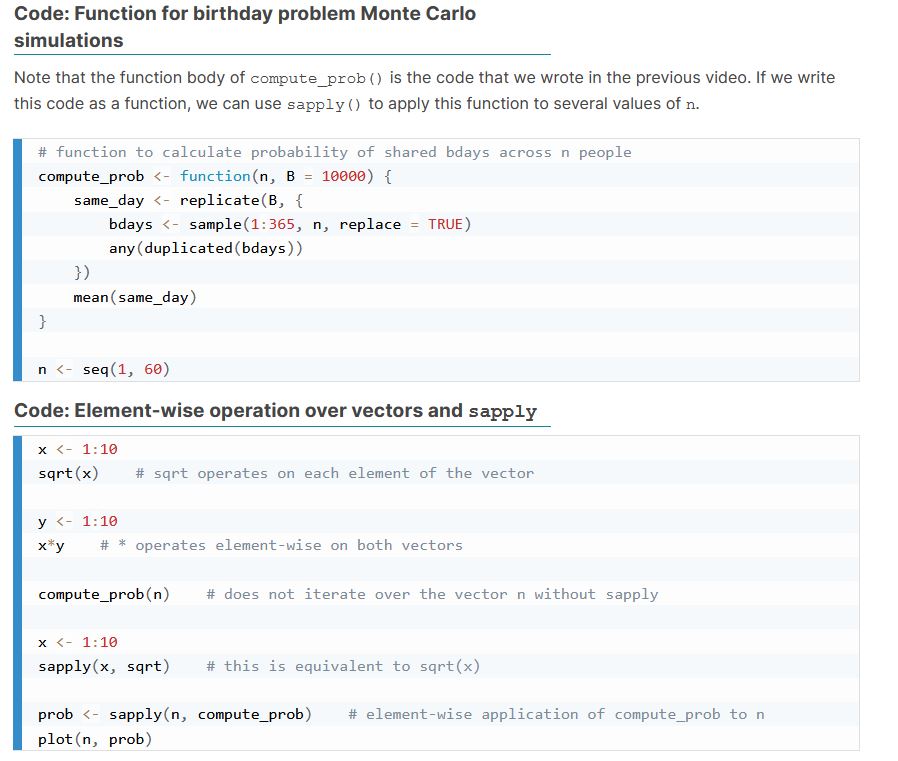 Code: Function for birthday problem Monte Carlo
simulations
Note that the function body of compute_prob() is the code that we wrote in the previous video. If we write
this code as a function, we can use sapply() to apply this function to several values of n.
# function to calculate probability of shared bdays across n people
compute_prob <- function(n, B = 10000) {
    same_day <- replicate(B, {
        bdays <- sample(1:365, n, replace = TRUE)
        any(duplicated(bdays))
    })
    mean(same_day)
}
n <- seq(1, 60)
Code: Element-wise operation over vectors and sapply
x <- 1:10
sqrt(x)    # sqrt operates on each element of the vector
y <- 1:10
x*y    # * operates element-wise on both vectors
compute_prob(n)    # does not iterate over the vector n without sapply
x <- 1:10
sapply(x, sqrt)    # this is equivalent to sqrt(x)
prob <- sapply(n, compute_prob)    # element-wise application of compute_prob to n
plot(n, prob)